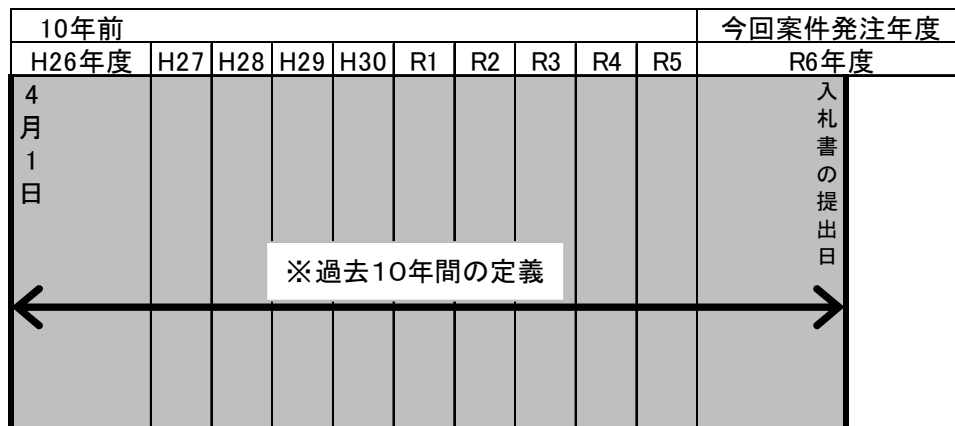 10年前 今回案件発注年度
H26年度 H27 H28 H29 H30 R1 R2 R3 R4 R5 R6年度
4月1日
入札書の提出日
※過去10年間の定義